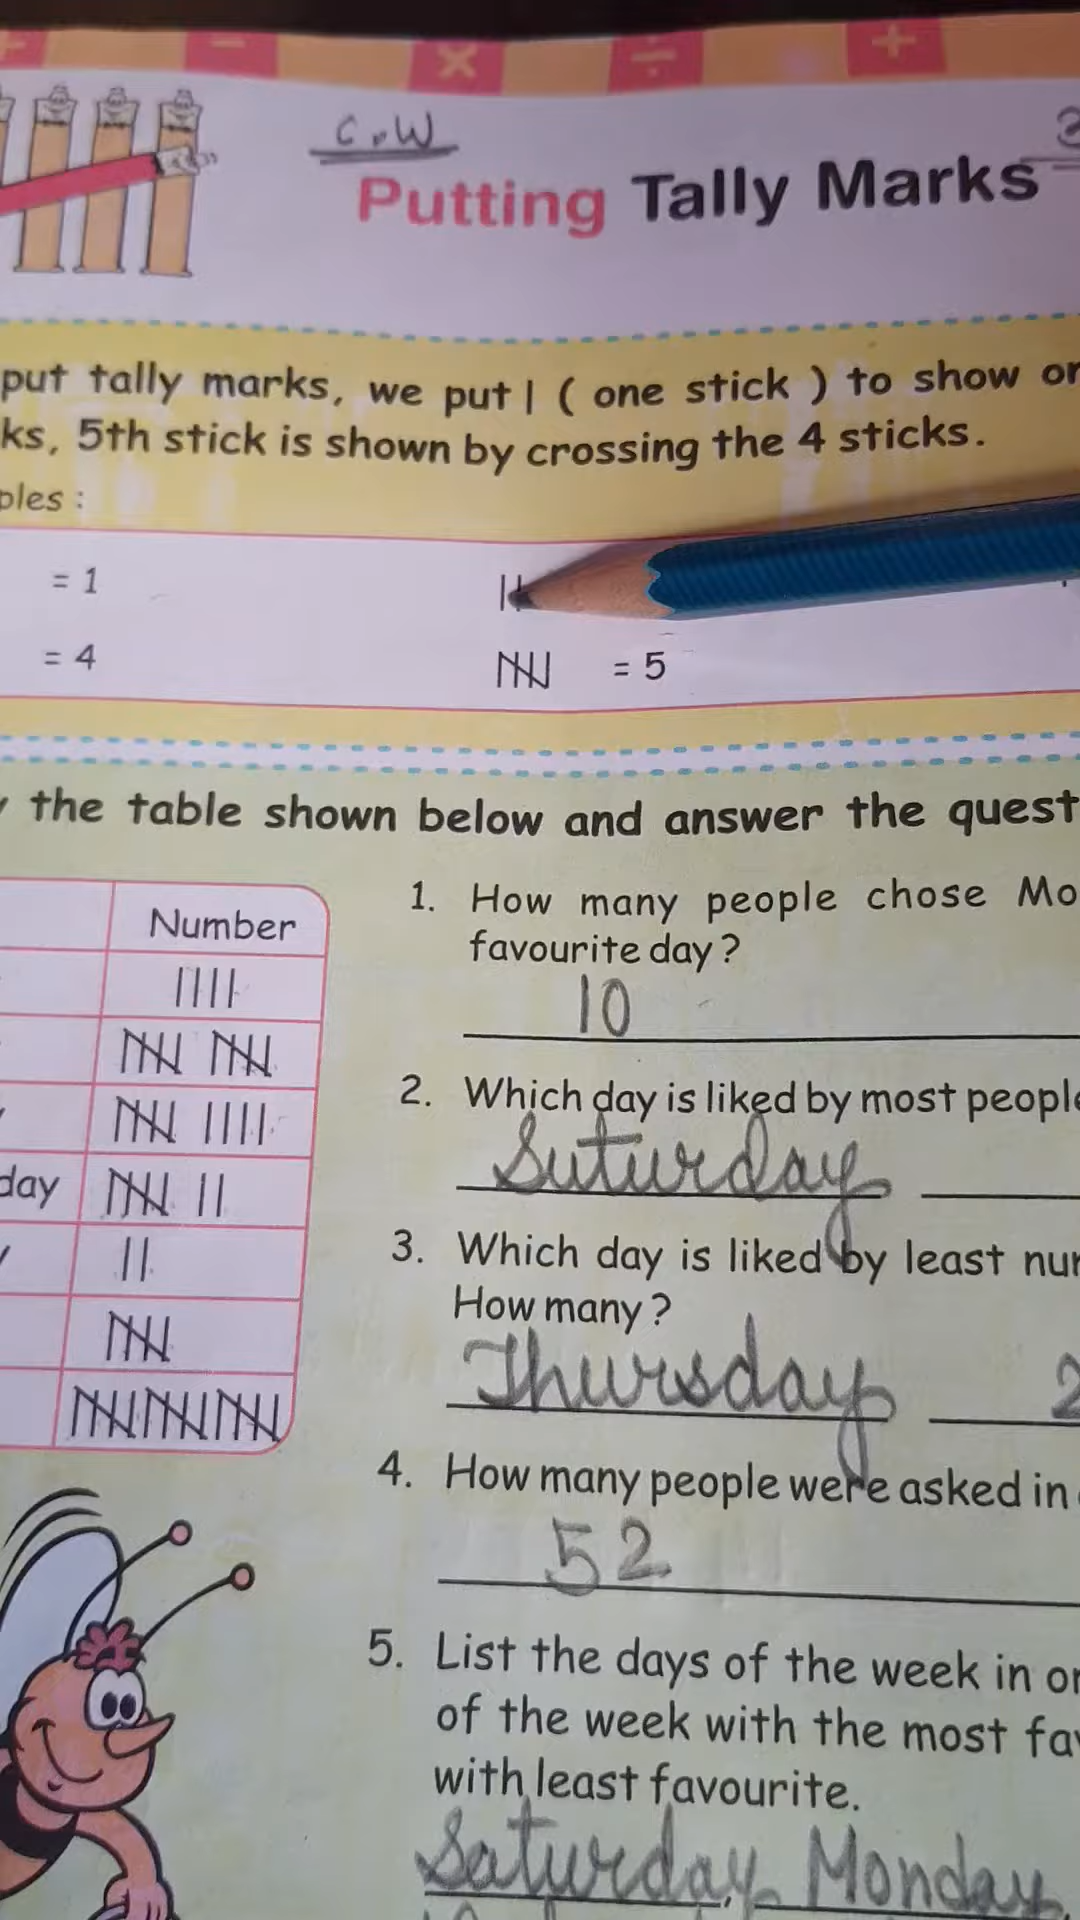 C.W
Putting Tally Marks
put tally marks, we put | ( one stick ) to show
ks, 5th stick is shown by crossing the 4 sticks.
ples :
= 1
= 4
= 5
the table shown below and answer the quest
Number
day
1. How many people chose Mo
favourite day ?
10
2. Which day is liked by most people
Suturday
3. Which day is liked by least nu
How many ?
Thursday 2
4. How many people were asked in
52
5. List the days of the week in or
of the week with the most fav
with least favourite.
Saturday, Monday,